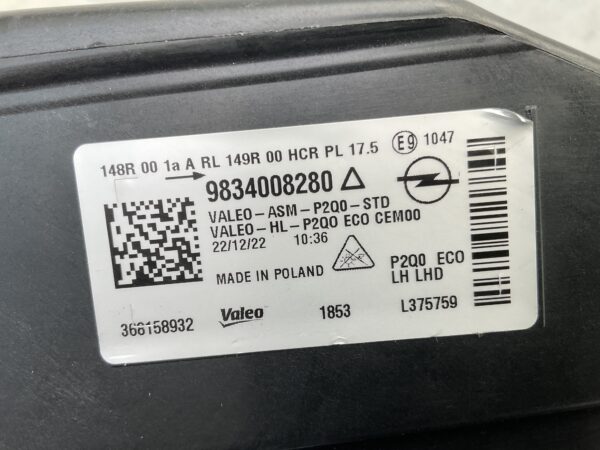 148R 00 1a A RL 149R 00 HCR PL 17.5 E9 1047
9834008280
VALEO-ASM-P2Q0-STD
VALEO-HL-P2Q0 ECO CEM00
22/12/22 10:36
MADE IN POLAND
P2Q0 ECO
LH LHD
366158932 Valeo 1853 L375759